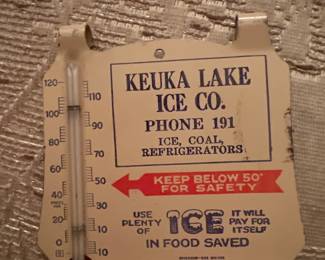 KEUKA LAKE
ICE CO.
PHONE 191
ICE, COAL,
REFRIGERATORS
KEEP BELOW 50°
FOR SAFETY
USE PLENTY OF ICE IT WILL PAY FOR ITSELF
IN FOOD SAVED
120
110
100
90
80
70
60
50
40
30
20
10
0
10